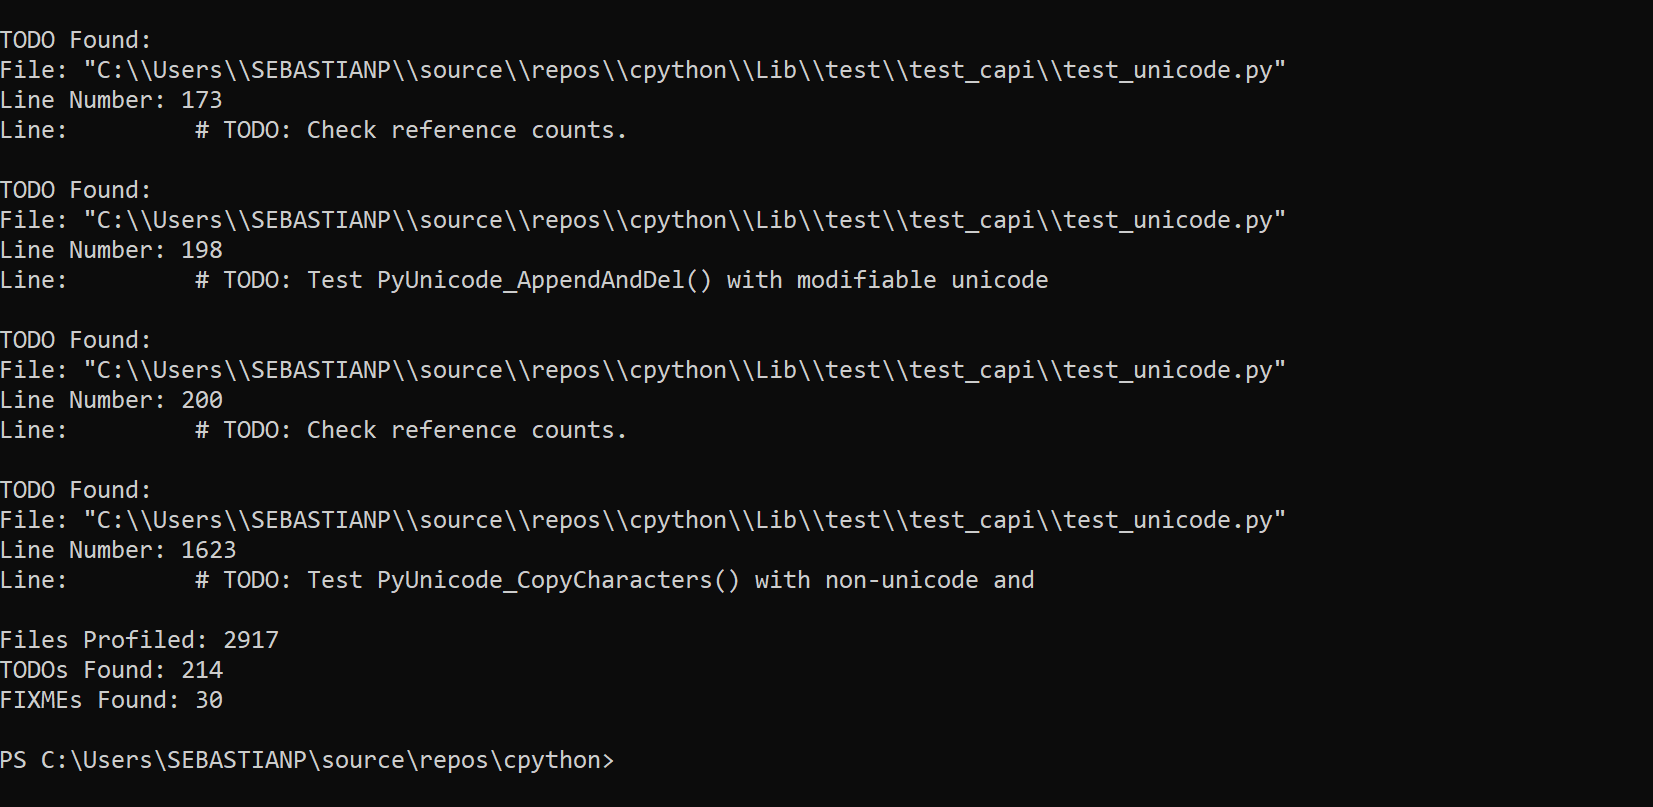 TODO Found:
File: "C:\\Users\\SEBASTIANP\\source\\repos\\cpython\\Lib\\test\\test_capi\\test_unicode.py"
Line Number: 173
Line:         # TODO: Check reference counts.

TODO Found:
File: "C:\\Users\\SEBASTIANP\\source\\repos\\cpython\\Lib\\test\\test_capi\\test_unicode.py"
Line Number: 198
Line:         # TODO: Test PyUnicode_AppendAndDel() with modifiable unicode

TODO Found:
File: "C:\\Users\\SEBASTIANP\\source\\repos\\cpython\\Lib\\test\\test_capi\\test_unicode.py"
Line Number: 200
Line:         # TODO: Check reference counts.

TODO Found:
File: "C:\\Users\\SEBASTIANP\\source\\repos\\cpython\\Lib\\test\\test_capi\\test_unicode.py"
Line Number: 1623
Line:         # TODO: Test PyUnicode_CopyCharacters() with non-unicode and

Files Profiled: 2917
TODOs Found: 214
FIXMEs Found: 30

PS C:\Users\SEBASTIANP\source\repos\cpython>